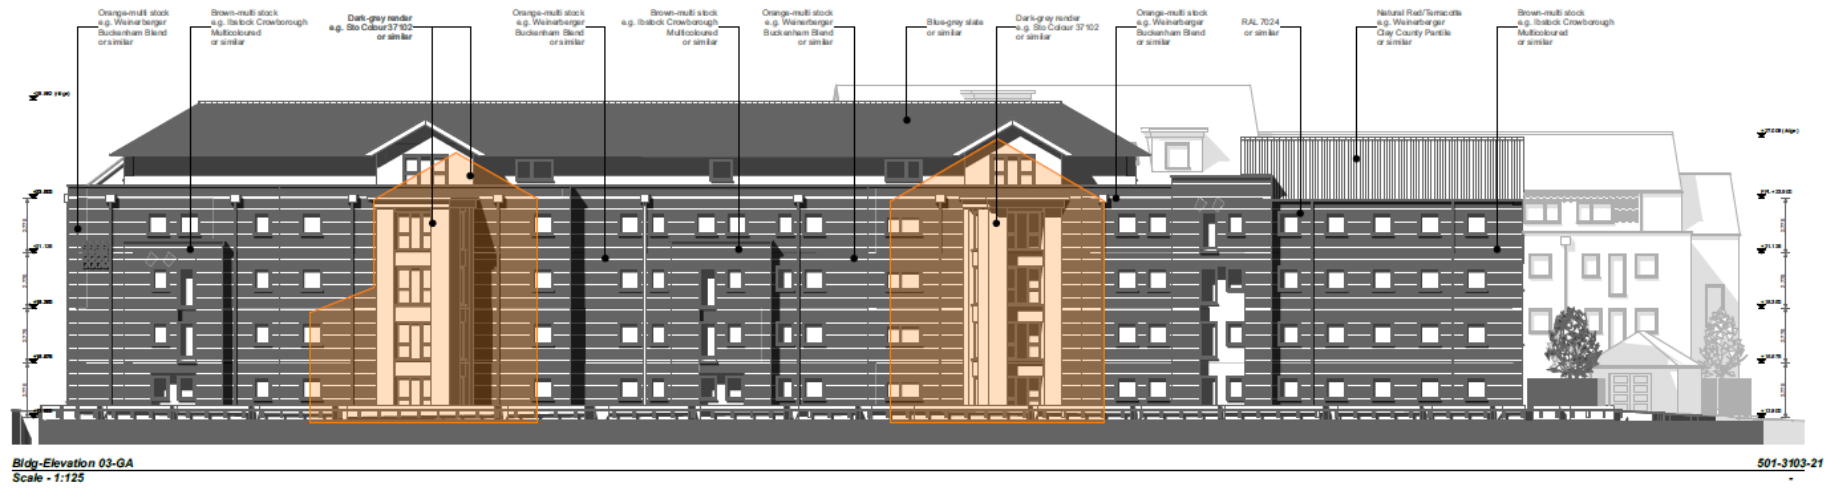 Orange-multi stock
e.g. Weinerberger
Buckenham Blend
or similar
Brown-multi stock
e.g. Ibstock Crowborough
Multicoloured
or similar
Dark-grey render
e.g. Sto Colour 37102
or similar
Orange-multi stock
e.g. Weinerberger
Buckenham Blend
or similar
Brown-multi stock
e.g. Ibstock Crowborough
Multicoloured
or similar
Orange-multi stock
e.g. Weinerberger
Buckenham Blend
or similar
Blue-grey slate
or similar
Dark-grey render
e.g. Sto Colour 37102
or similar
Orange-multi stock
e.g. Weinerberger
Buckenham Blend
or similar
RAL 7024
or similar
Natural Red/Terracotta
e.g. Weinerberger
Clay County Pantile
or similar
Brown-multi stock
e.g. Ibstock Crowborough
Multicoloured
or similar
Bldg-Elevation 03-GA
Scale - 1:125
501-3103-21
-